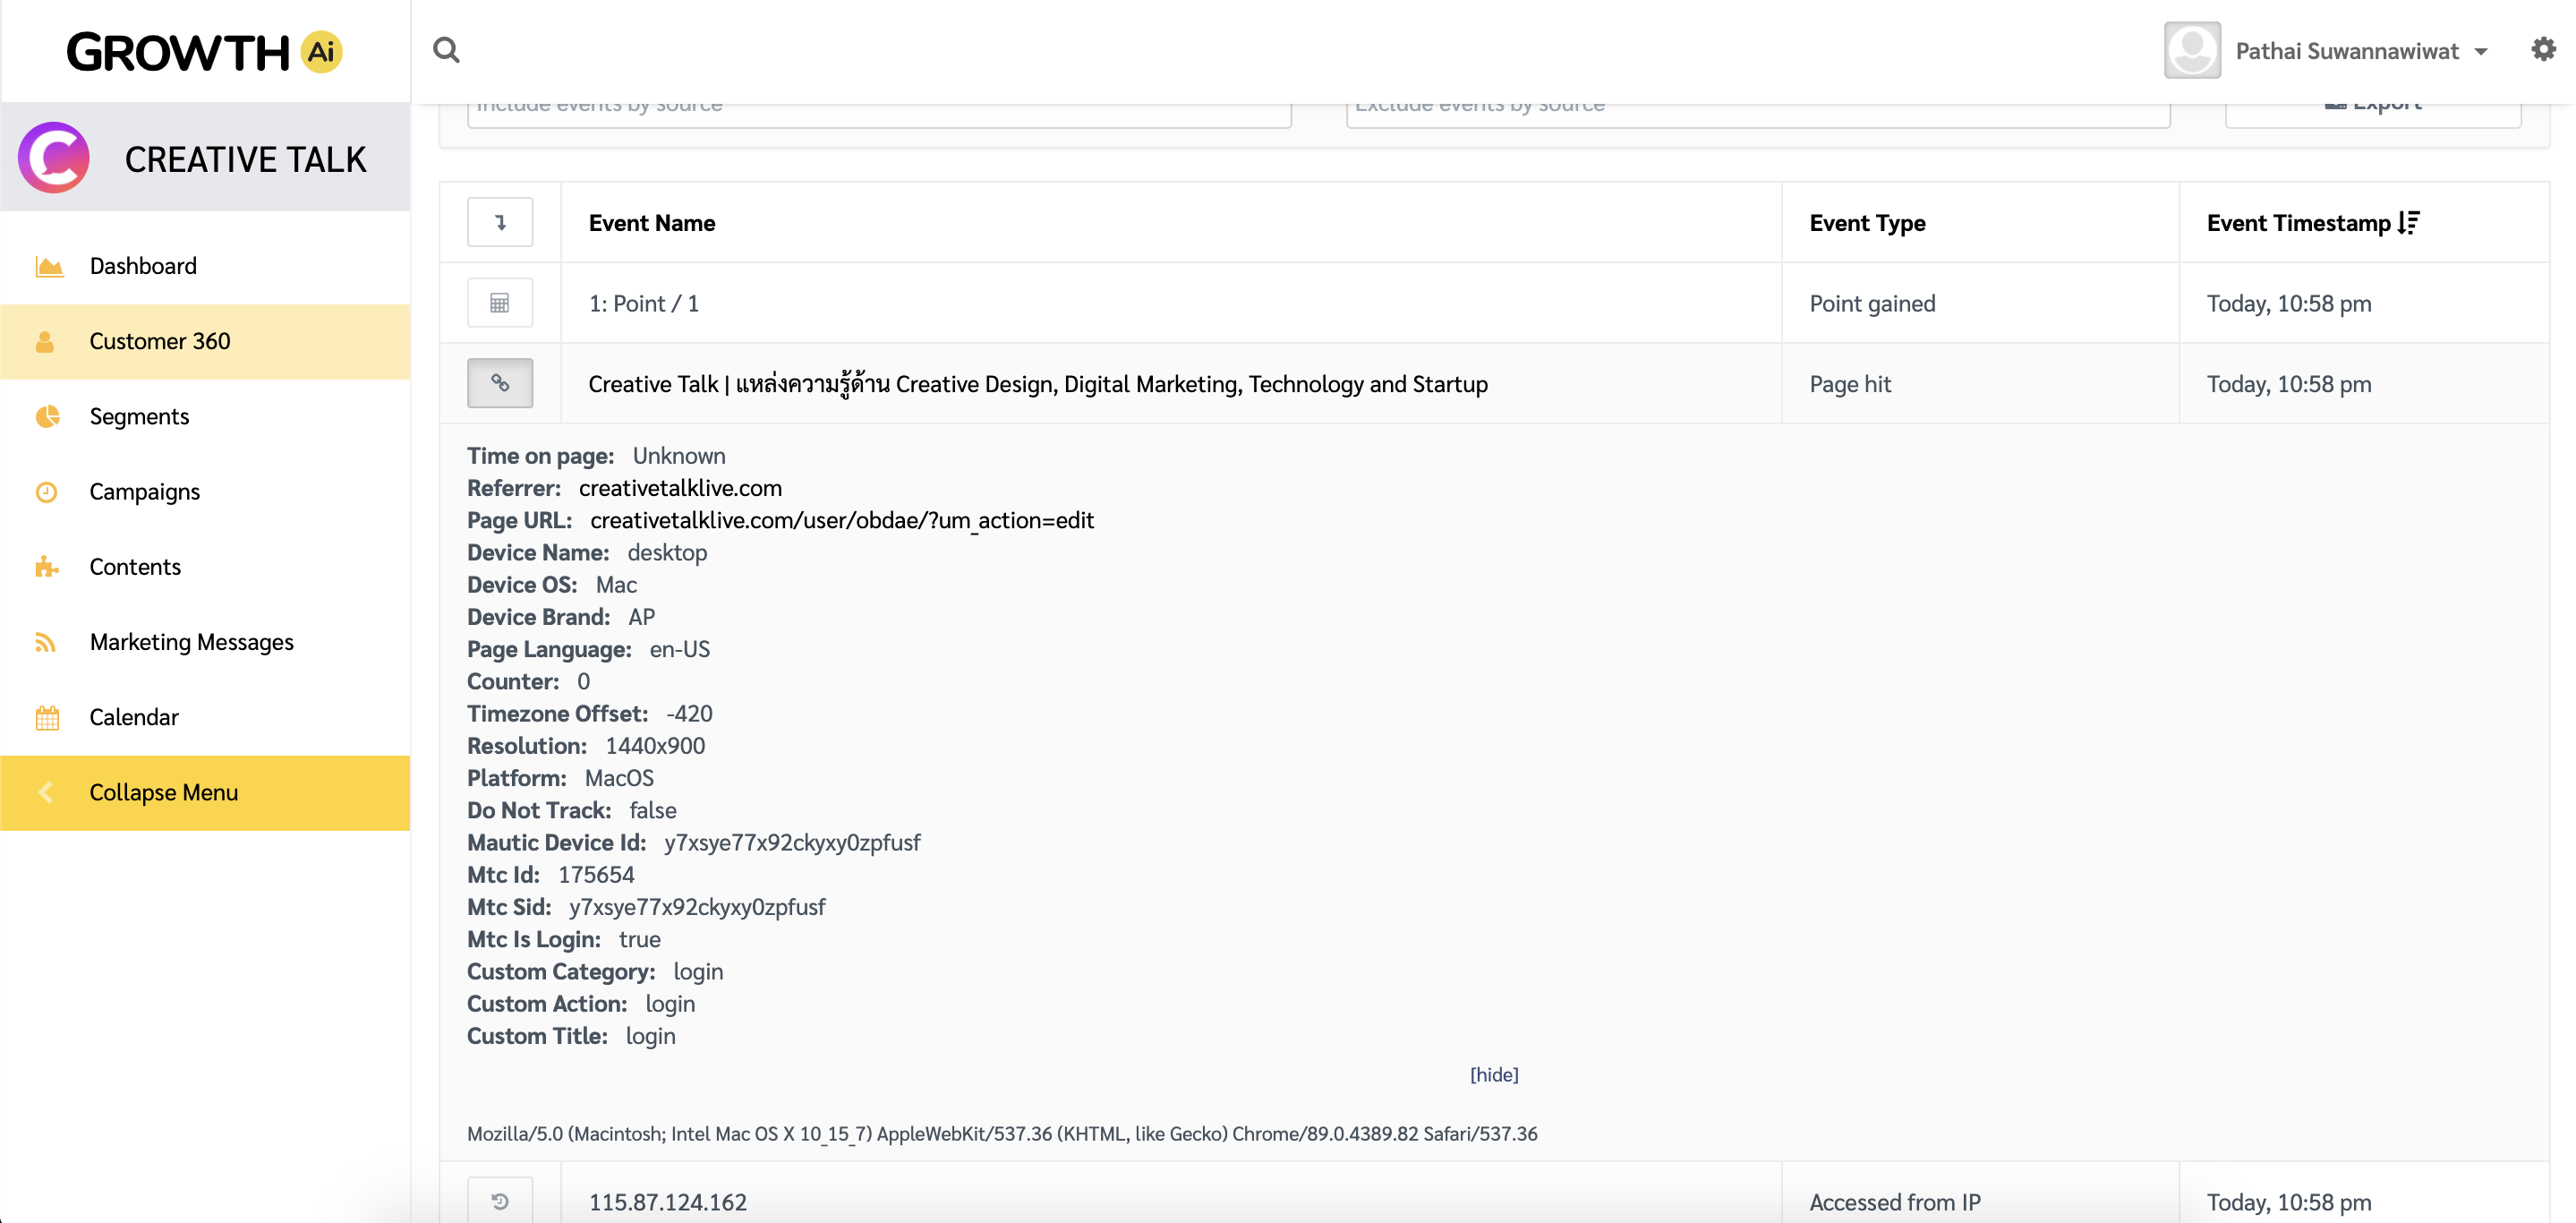 GROWTH Ai
Pathai Suwannawiwat
CREATIVE TALK
Dashboard
Customer 360
Segments
Campaigns
Contents
Marketing Messages
Calendar
Collapse Menu
Include events by source
Exclude events by source
Export
Event Name
Event Type
Event Timestamp
1: Point / 1
Point gained
Today, 10:58 pm
Creative Talk | แหล่งความรู้ด้าน Creative Design, Digital Marketing, Technology and Startup
Page hit
Today, 10:58 pm
Time on page: Unknown
Referrer: creativetalklive.com
Page URL: creativetalklive.com/user/obdae/?um_action=edit
Device Name: desktop
Device OS: Mac
Device Brand: AP
Page Language: en-US
Counter: 0
Timezone Offset: -420
Resolution: 1440x900
Platform: MacOS
Do Not Track: false
Mautic Device Id: y7xsye77x92ckyxy0zpfusf
Mtc Id: 175654
Mtc Sid: y7xsye77x92ckyxy0zpfusf
Mtc Is Login: true
Custom Category: login
Custom Action: login
Custom Title: login
[hide]
Mozilla/5.0 (Macintosh; Intel Mac OS X 10_15_7) AppleWebKit/537.36 (KHTML, like Gecko) Chrome/89.0.4389.82 Safari/537.36
115.87.124.162
Accessed from IP
Today, 10:58 pm